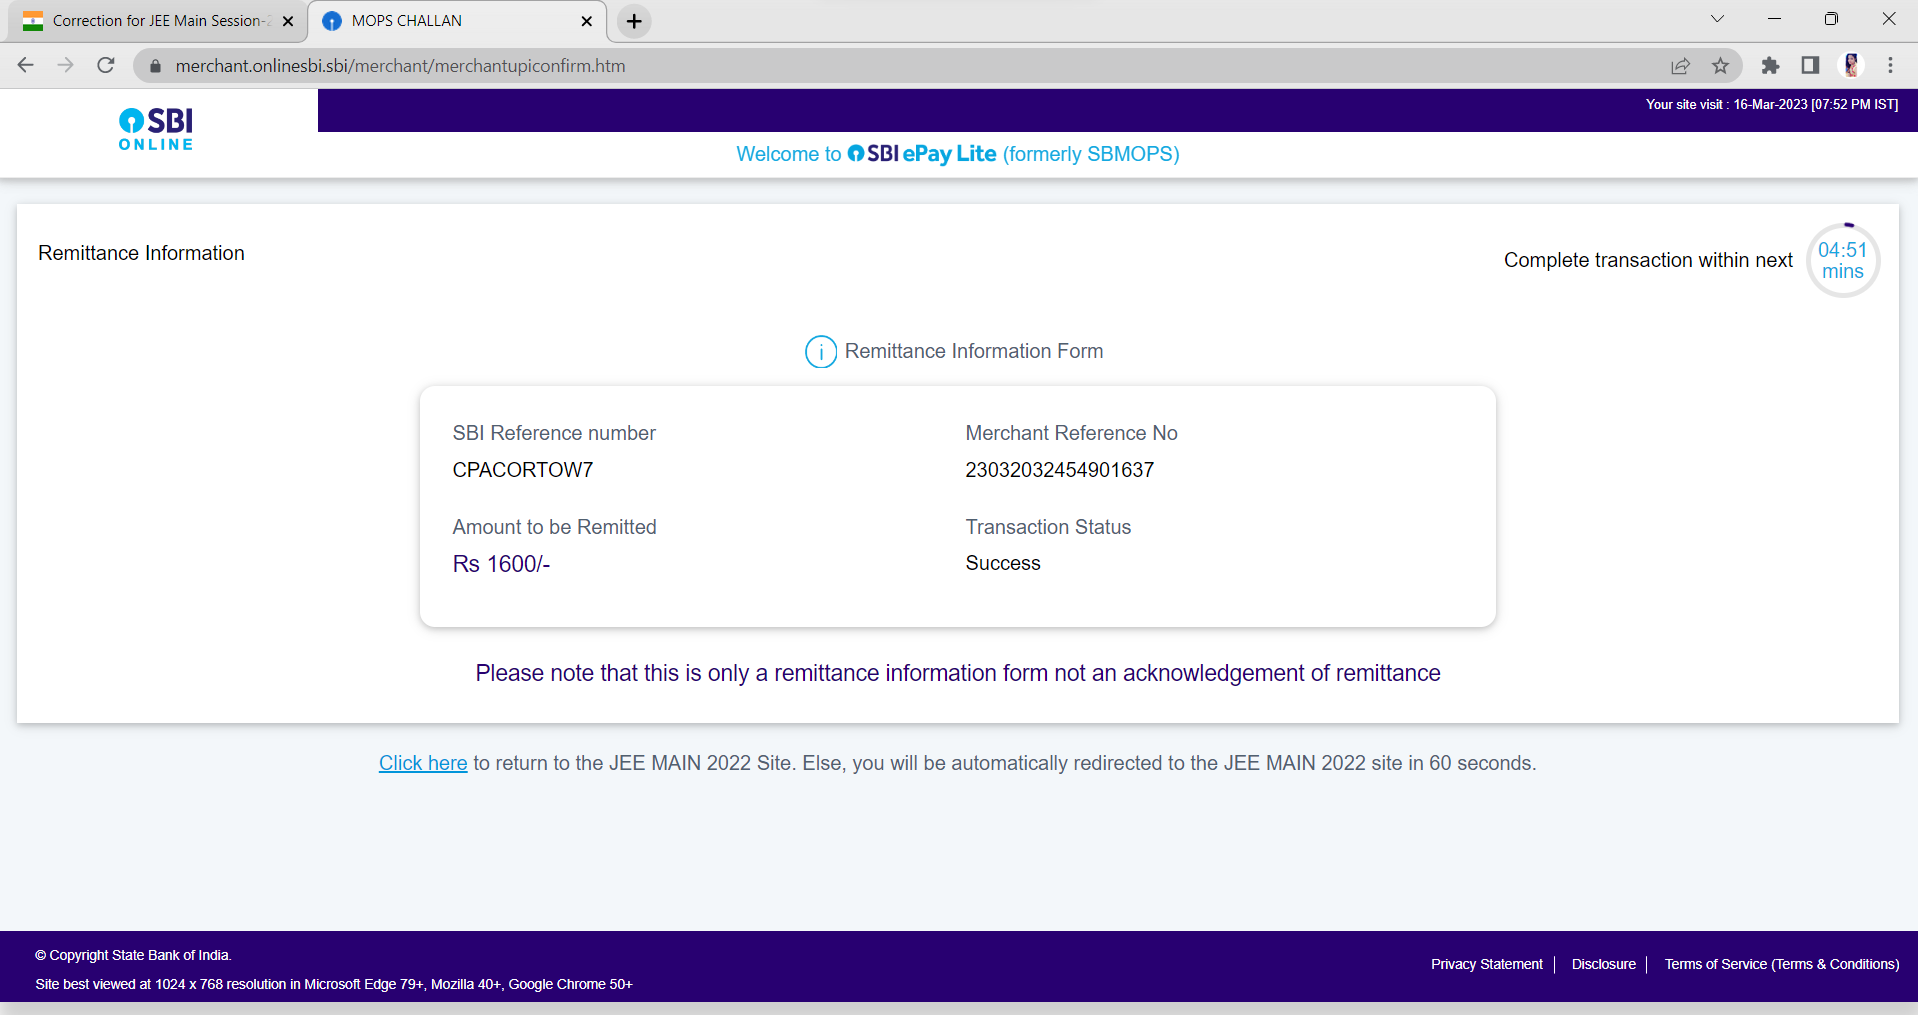 Correction for JEE Main Session-2
MOPS CHALLAN
merchant.onlinesbi.sbi/merchant/merchantupiconfirm.htm
SBI
ONLINE
Your site visit : 16-Mar-2023 [07:52 PM IST]
Welcome to SBI ePay Lite (formerly SBMOPS)
Remittance Information
Complete transaction within next
04:51
mins
i Remittance Information Form
SBI Reference number
CPACORTOW7
Merchant Reference No
23032032454901637
Amount to be Remitted
Rs 1600/-
Transaction Status
Success
Please note that this is only a remittance information form not an acknowledgement of remittance
Click here to return to the JEE MAIN 2022 Site. Else, you will be automatically redirected to the JEE MAIN 2022 site in 60 seconds.
© Copyright State Bank of India.
Site best viewed at 1024 x 768 resolution in Microsoft Edge 79+, Mozilla 40+, Google Chrome 50+
Privacy Statement | Disclosure | Terms of Service (Terms & Conditions)